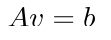 Av = b